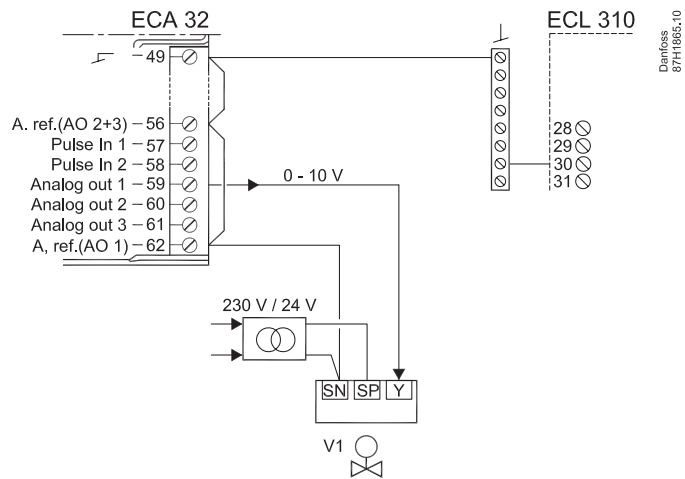 ECA 32
ECL 310
Danfoss
87H1865.10
49
A. ref.(AO 2+3) – 56
Pulse In 1 – 57
Pulse In 2 – 58
Analog out 1 – 59
Analog out 2 – 60
Analog out 3 – 61
A, ref.(AO 1) – 62
28
29
30
31
0 - 10 V
230 V / 24 V
SN SP Y
V1